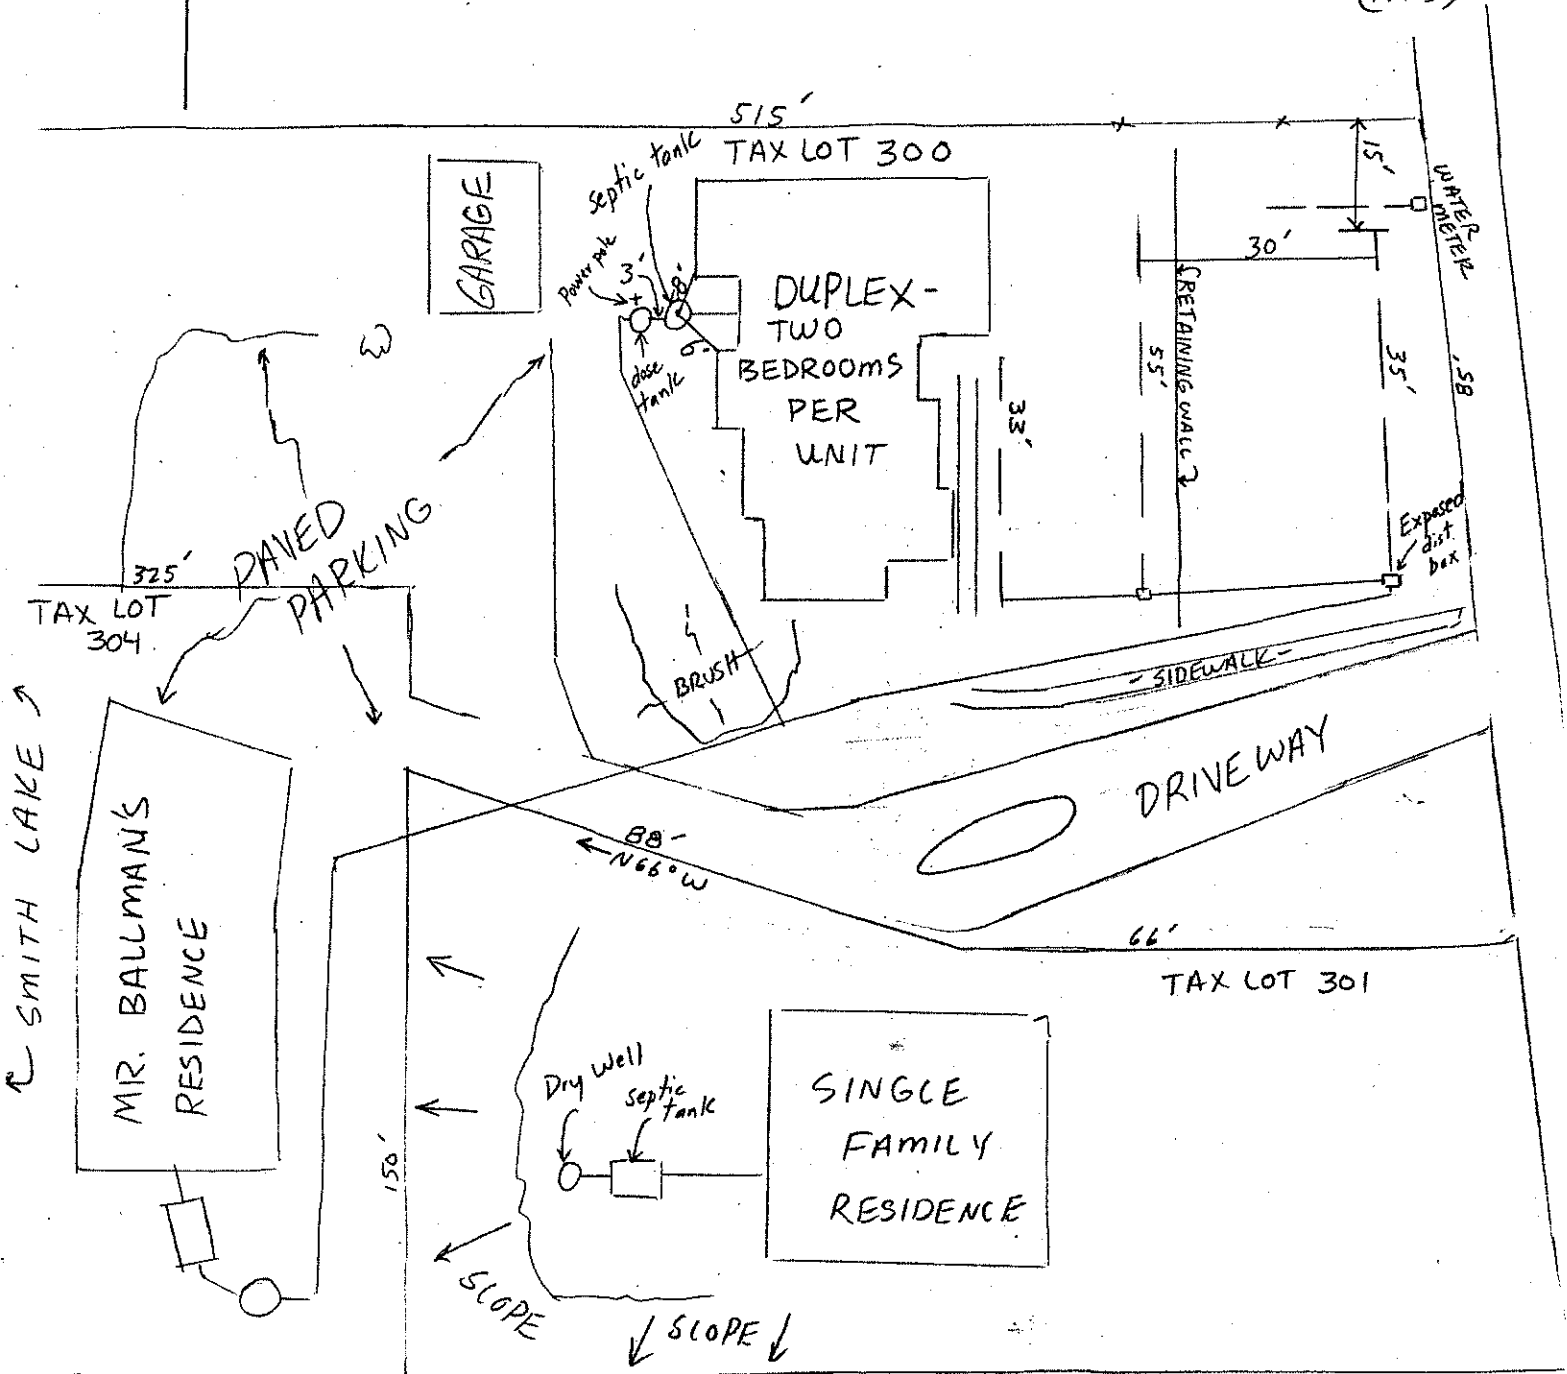 515'
TAX LOT 300
GARAGE
septic tank
Power pole
3'
8'
6'
dose
tank
DUPLEX-
TWO
BEDROOMS
PER
UNIT
33'
55'
RETAINING WALL
30'
15'
WATER
METER
35'
85'
Exposed
dist
box
325'
TAX LOT
304
PAVED
PARKING
BRUSH
-SIDEWALK-
DRIVEWAY
88-
N66°W
66'
TAX LOT 301
SMITH LAKE
MR. BALLMAN'S
RESIDENCE
150'
Dry Well
septic
tank
SINGLE
FAMILY
RESIDENCE
SLOPE
SLOPE